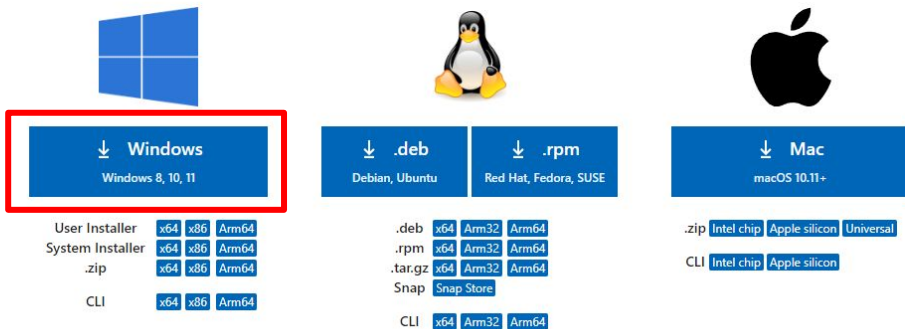 Windows
Windows 8, 10, 11
User Installer x64 x86 Arm64
System Installer x64 x86 Arm64
.zip x64 x86 Arm64
CLI x64 x86 Arm64
.deb
Debian, Ubuntu
.rpm
Red Hat, Fedora, SUSE
.deb x64 Arm32 Arm64
.rpm x64 Arm32 Arm64
.tar.gz x64 Arm32 Arm64
Snap Snap Store
CLI x64 Arm32 Arm64
Mac
macOS 10.11+
.zip Intel chip Apple silicon Universal
CLI Intel chip Apple silicon